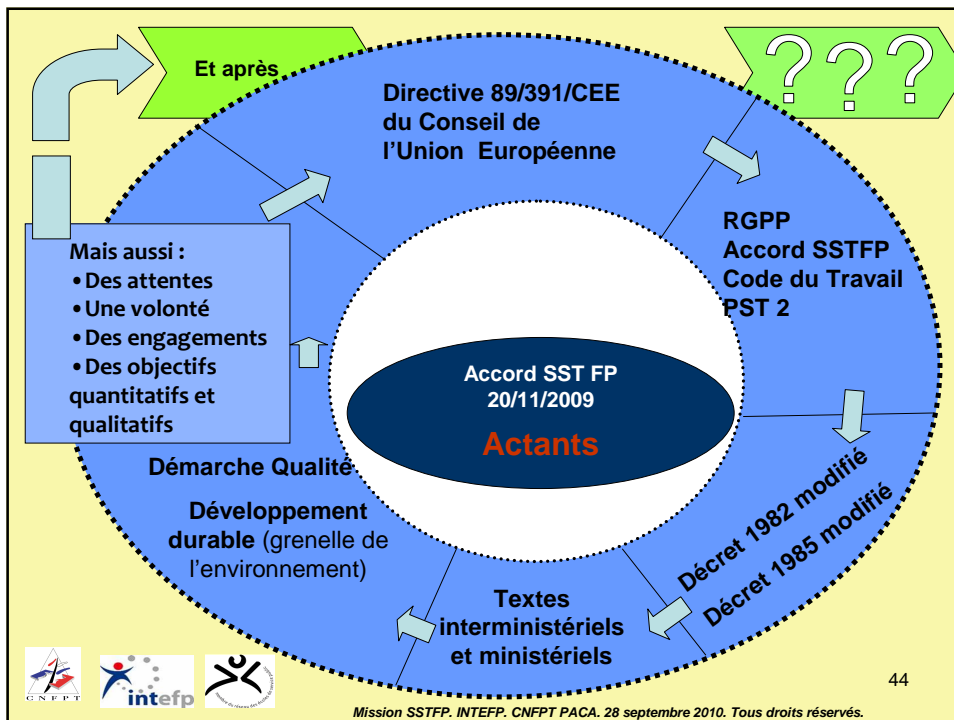 Et après
? ? ?
Directive 89/391/CEE
du Conseil de
l'Union Européenne
RGPP
Accord SSTFP
Code du Travail
PST 2
Mais aussi :
•Des attentes
•Une volonté
•Des engagements
•Des objectifs
quantitatifs et
qualitatifs
Accord SST FP
20/11/2009
Actants
Démarche Qualité
Développement
durable (grenelle de
l'environnement)
Décret 1982 modifié
Décret 1985 modifié
Textes
interministériels
et ministériels
CNFPT
intefp
44
Mission SSTFP. INTEFP. CNFPT PACA. 28 septembre 2010. Tous droits réservés.